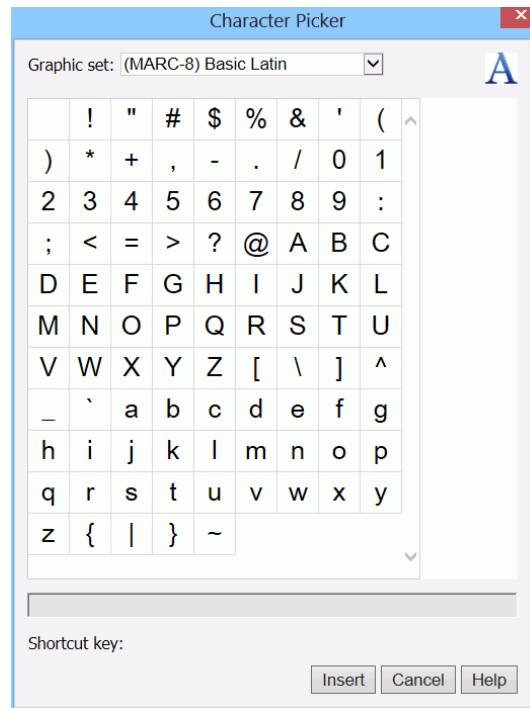 Character Picker
Graphic set: (MARC-8) Basic Latin
A
! " # $ % & ' (
) * + , - . / 0 1
2 3 4 5 6 7 8 9 :
; < = > ? @ A B C
D E F G H I J K L
M N O P Q R S T U
V W X Y Z [ \ ] ^
_ ` a b c d e f g
h i j k l m n o p
q r s t u v w x y
z { | } ~
Shortcut key:
Insert Cancel Help